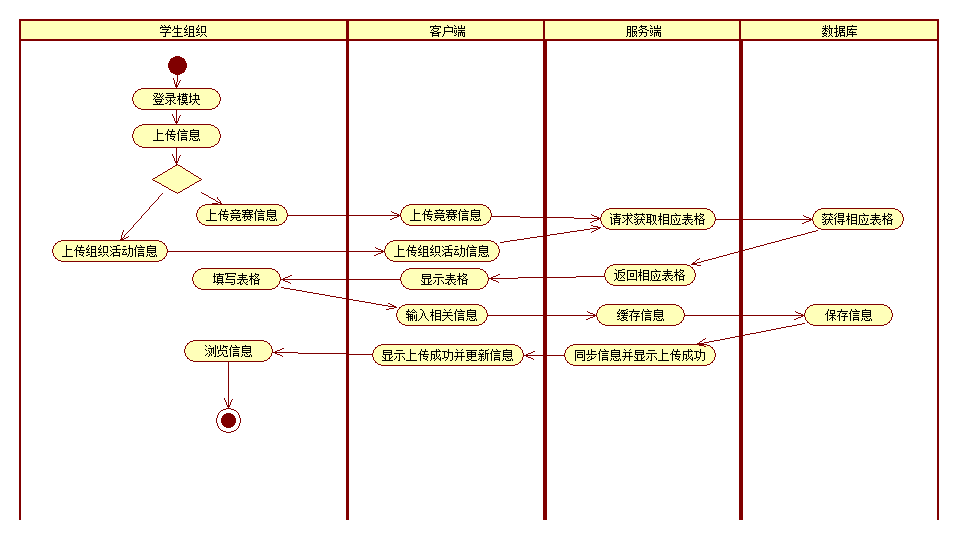 学生组织
客户端
服务端
数据库
登录模块
上传信息
上传竞赛信息
上传竞赛信息
请求获取相应表格
获得相应表格
上传组织活动信息
上传组织活动信息
填写表格
显示表格
返回相应表格
输入相关信息
缓存信息
保存信息
浏览信息
显示上传成功并更新信息
同步信息并显示上传成功